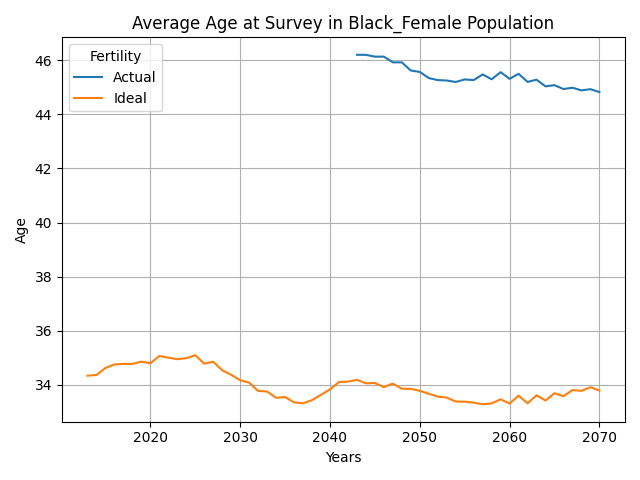 Average Age at Survey in Black_Female Population
Fertility
Actual
Ideal
Age
46
44
42
40
38
36
34
2020
2030
2040
2050
2060
2070
Years